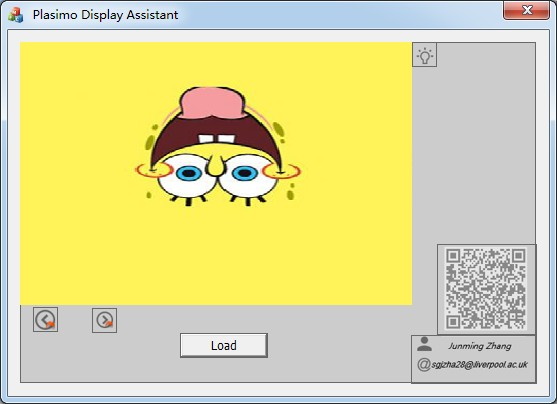 Plasimo Display Assistant
Load
Junming Zhang
@sgjzha28@liverpool.ac.uk